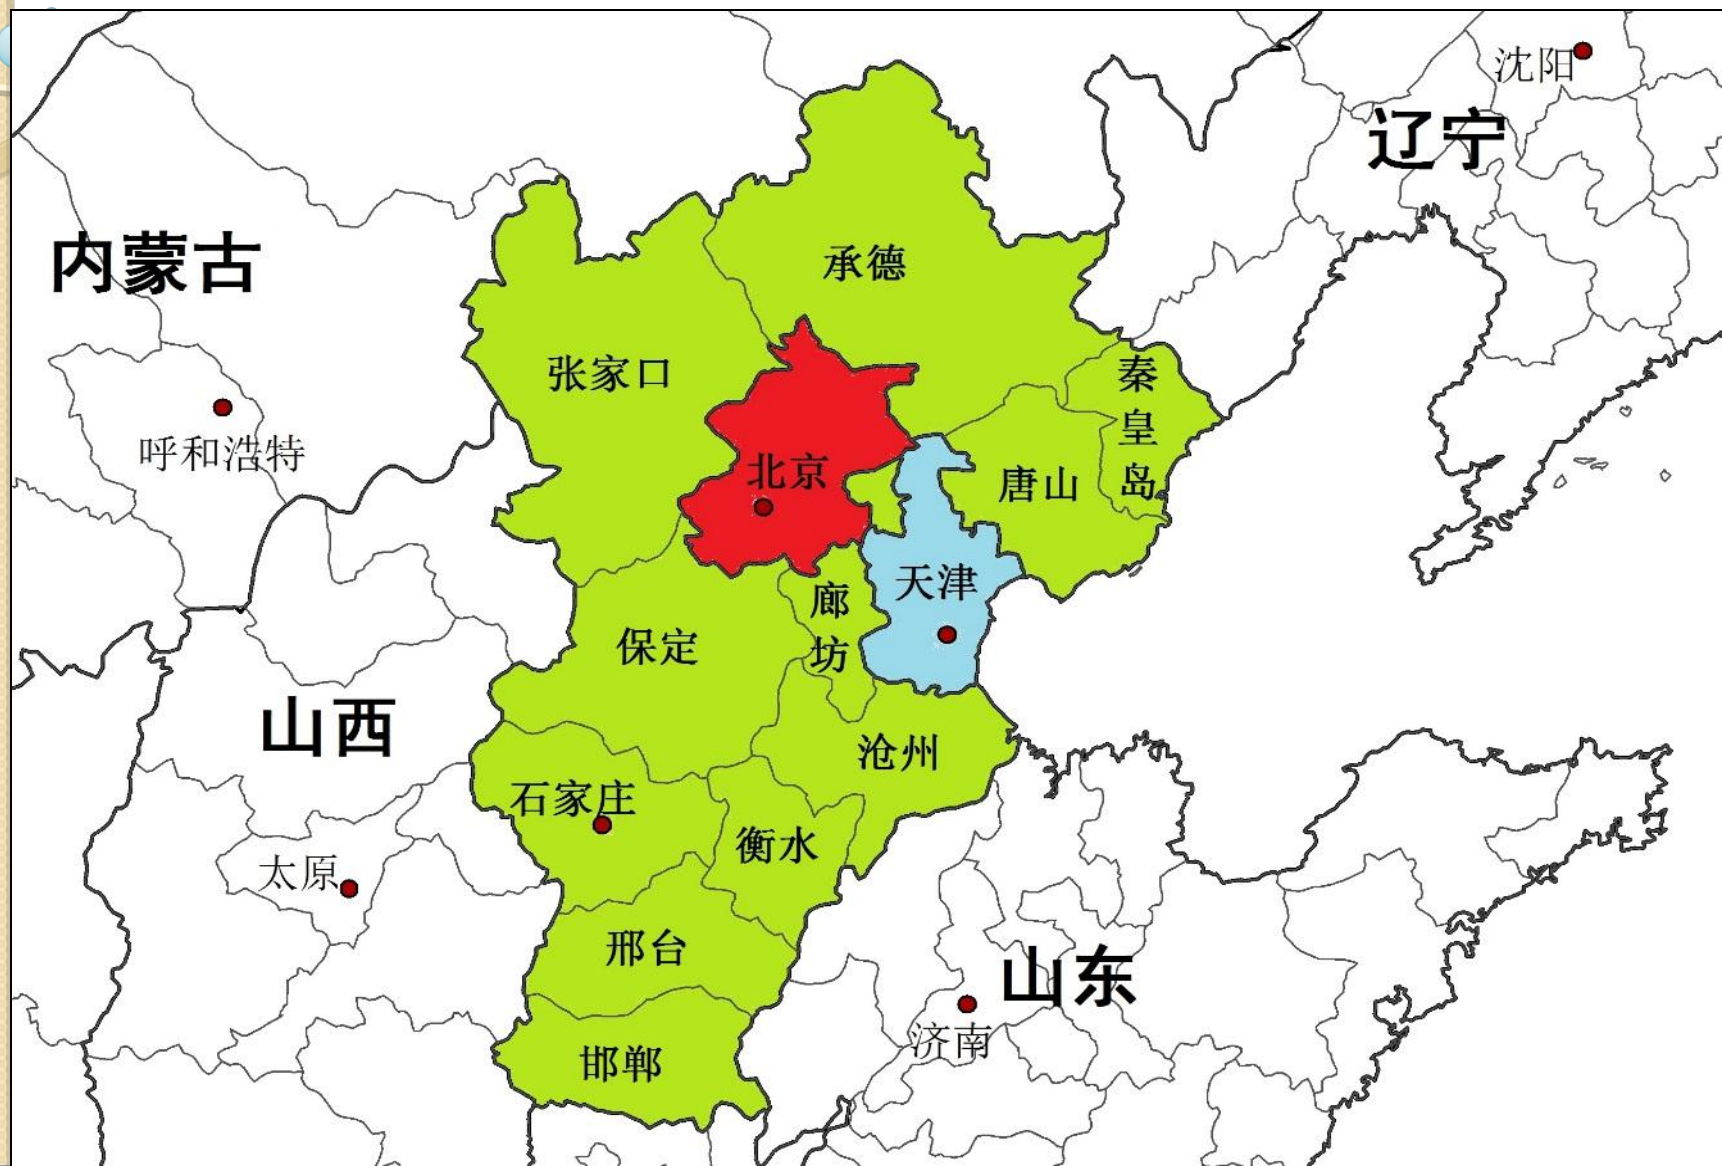 沈阳
辽宁
内蒙古
承德
张家口
秦皇岛
呼和浩特
北京
唐山
天津
廊坊
保定
山西
沧州
石家庄
衡水
太原
邢台
山东
济南
邯郸